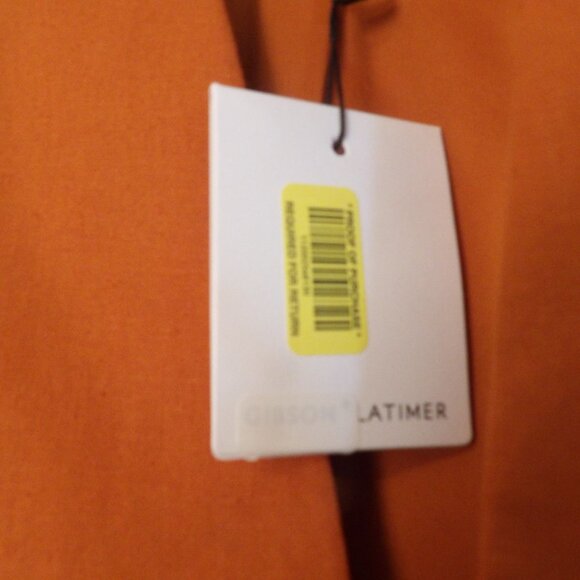 * PROOF OF PURCHASE *
REQUIRED FOR RETURN
GIBSON+LATIMER